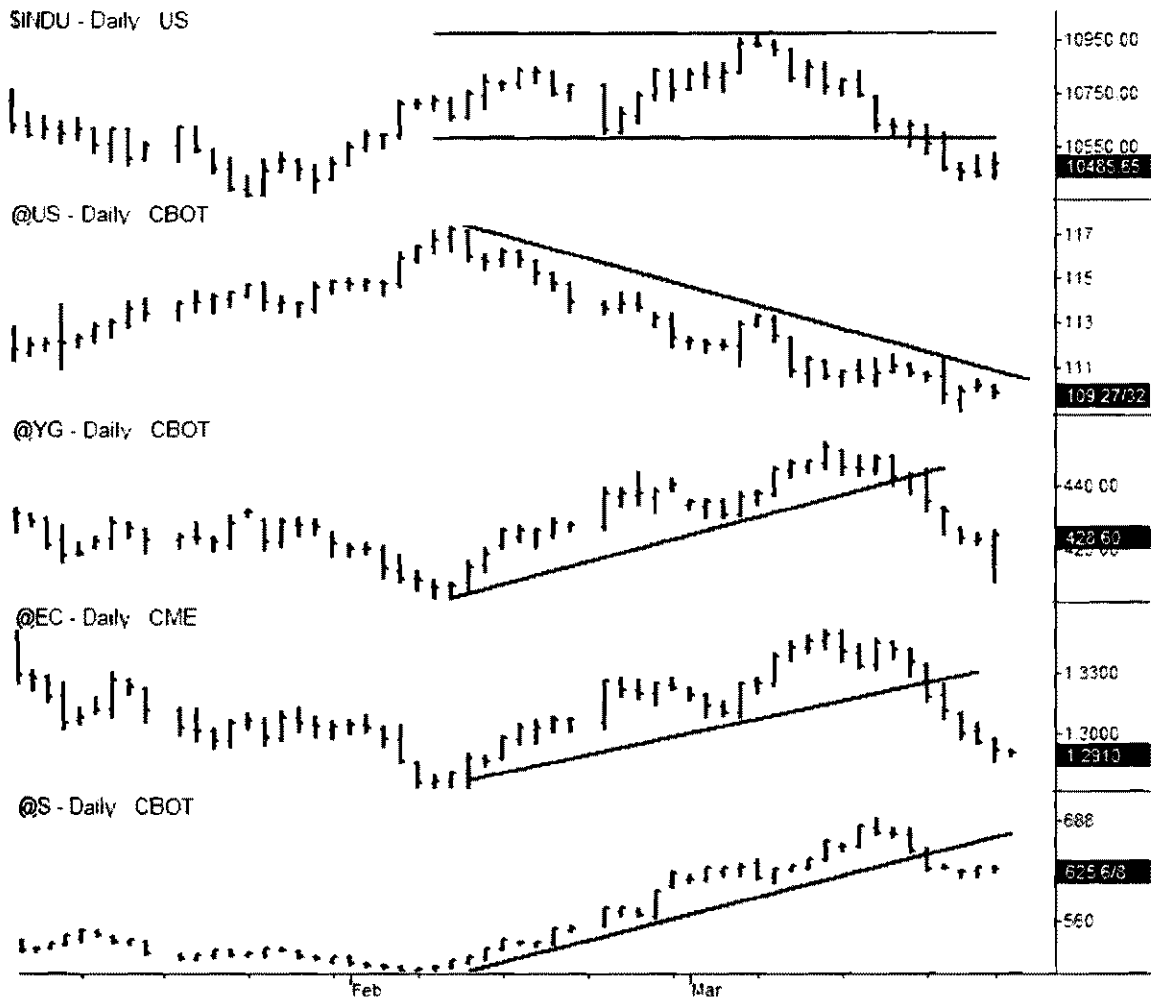 $INDU - Daily US
10950.00
10750.00
10550.00
10485.65
@US - Daily CBOT
117
115
113
111
109 27/32
@YG - Daily CBOT
440.00
428.60
425.00
@EC - Daily CME
1.3300
1.3000
1.2910
@S - Daily CBOT
688
625 6/8
560
Feb
Mar